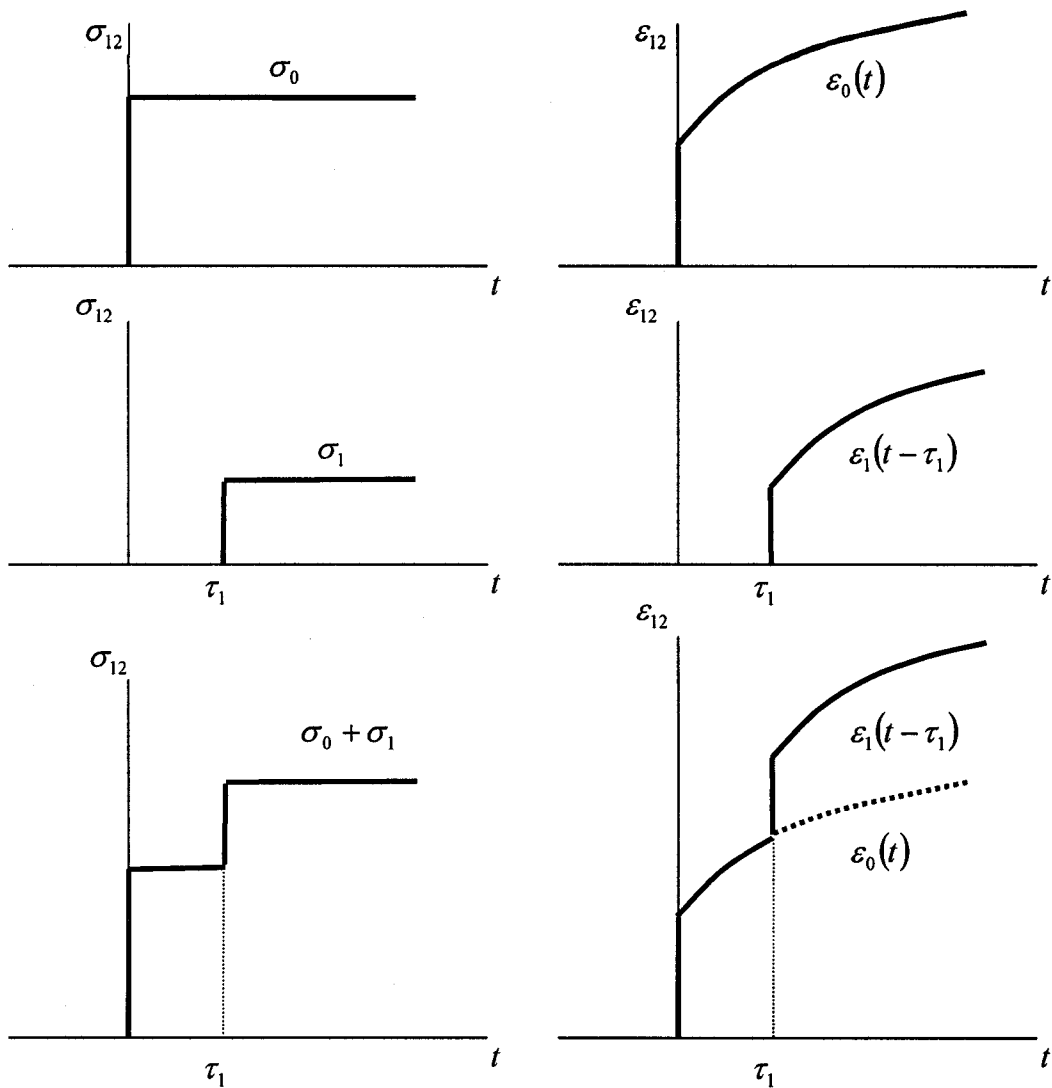 σ₁₂
σ₀
t
ε₁₂
ε₀(t)
t
σ₁₂
σ₁
τ₁
t
ε₁₂
ε₁(t − τ₁)
τ₁
t
σ₁₂
σ₀ + σ₁
τ₁
t
ε₁₂
ε₁(t − τ₁)
ε₀(t)
τ₁
t